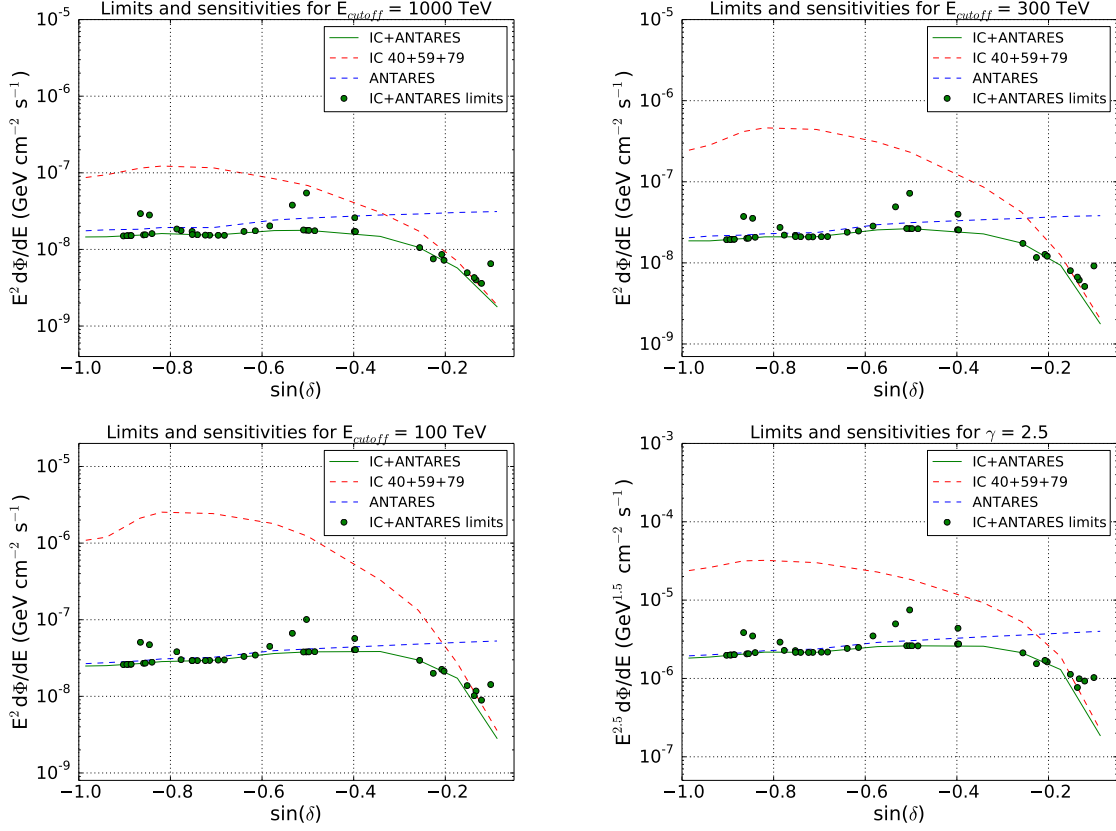 Limits and sensitivities for E_cutoff = 1000 TeV
E² dΦ/dE (GeV cm⁻² s⁻¹)
10⁻⁵
10⁻⁶
10⁻⁷
10⁻⁸
10⁻⁹
IC+ANTARES
IC 40+59+79
ANTARES
IC+ANTARES limits
−1.0 −0.8 −0.6 −0.4 −0.2
sin(δ)
Limits and sensitivities for E_cutoff = 300 TeV
E² dΦ/dE (GeV cm⁻² s⁻¹)
10⁻⁵
10⁻⁶
10⁻⁷
10⁻⁸
10⁻⁹
IC+ANTARES
IC 40+59+79
ANTARES
IC+ANTARES limits
−1.0 −0.8 −0.6 −0.4 −0.2
sin(δ)
Limits and sensitivities for E_cutoff = 100 TeV
E² dΦ/dE (GeV cm⁻² s⁻¹)
10⁻⁵
10⁻⁶
10⁻⁷
10⁻⁸
10⁻⁹
IC+ANTARES
IC 40+59+79
ANTARES
IC+ANTARES limits
−1.0 −0.8 −0.6 −0.4 −0.2
sin(δ)
Limits and sensitivities for γ = 2.5
E²·⁵ dΦ/dE (GeV¹·⁵ cm⁻² s⁻¹)
10⁻³
10⁻⁴
10⁻⁵
10⁻⁶
10⁻⁷
IC+ANTARES
IC 40+59+79
ANTARES
IC+ANTARES limits
−1.0 −0.8 −0.6 −0.4 −0.2
sin(δ)